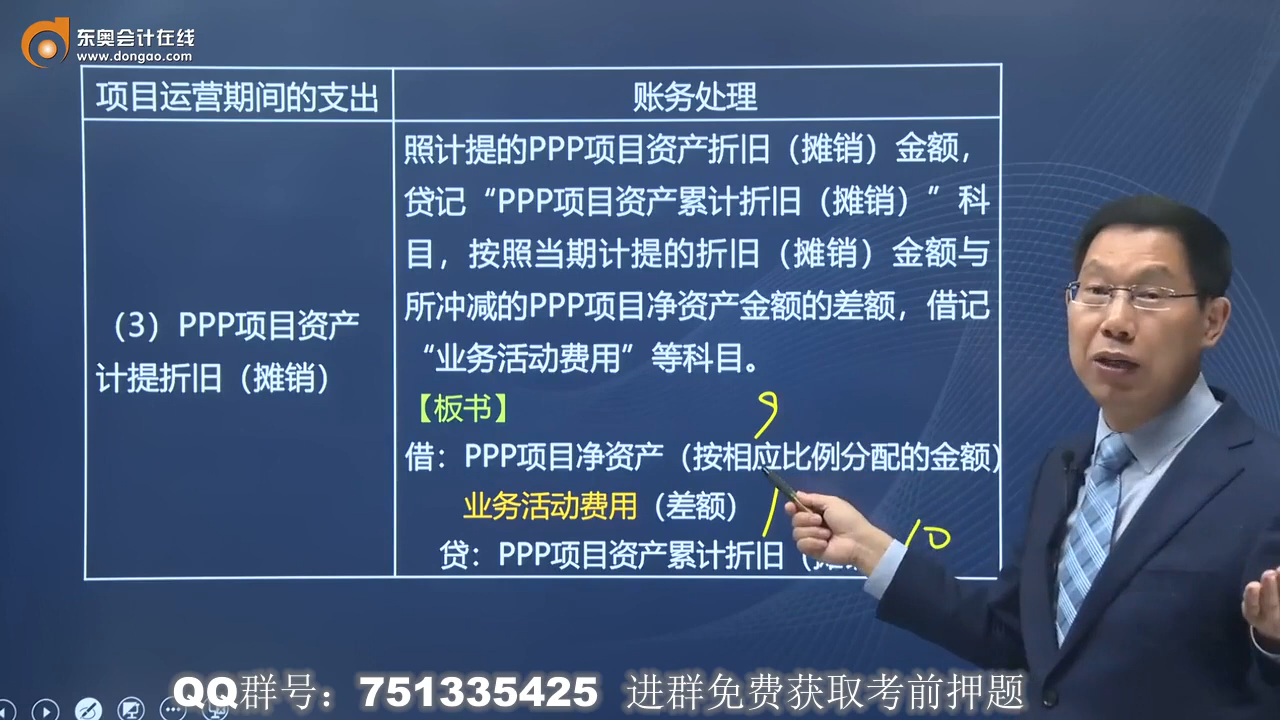 东奥会计在线
www.dongao.com
项目运营期间的支出
账务处理
(3)PPP项目资产
计提折旧(摊销)
照计提的PPP项目资产折旧(摊销)金额,
贷记“PPP项目资产累计折旧(摊销)”科
目,按照当期计提的折旧(摊销)金额与
所冲减的PPP项目净资产金额的差额,借记
“业务活动费用”等科目。
【板书】
9
借:PPP项目净资产(按相应比例分配的金额)
业务活动费用(差额)
1
10
贷:PPP项目资产累计折旧(摊
QQ群号:751335425 进群免费获取考前押题